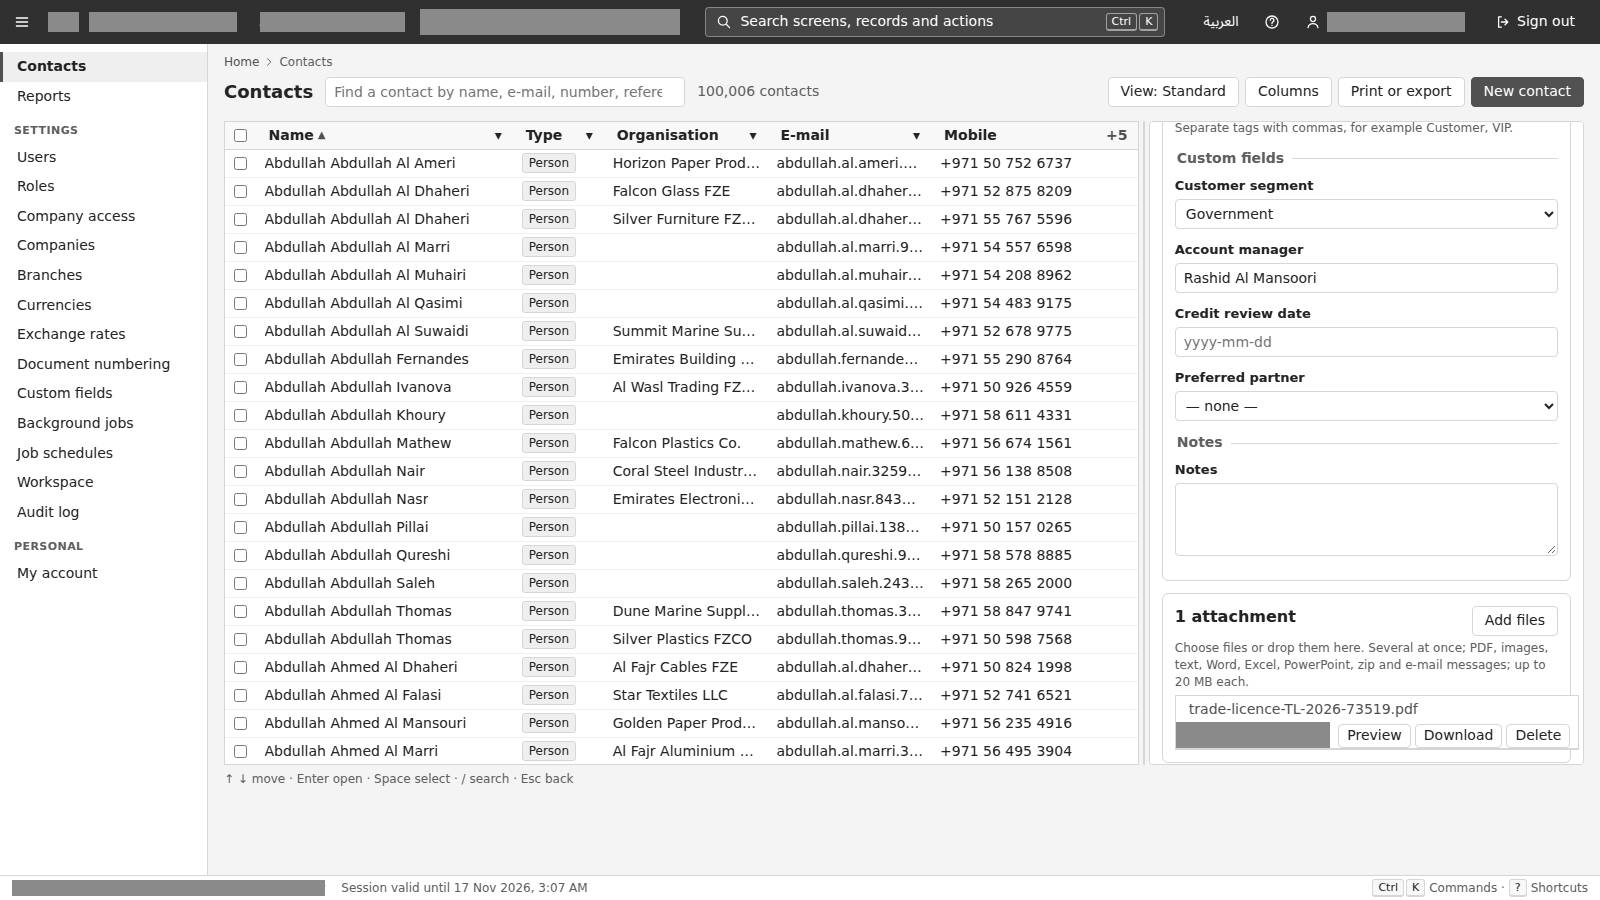 Search screens, records and actions Ctrl K العربية Sign out
Contacts
Reports
SETTINGS
Users
Roles
Company access
Companies
Branches
Currencies
Exchange rates
Document numbering
Custom fields
Background jobs
Job schedules
Workspace
Audit log
PERSONAL
My account
Home > Contacts
Contacts
Find a contact by name, e-mail, number, refere
100,006 contacts
View: Standard Columns Print or export New contact
Name ▲ ▼ Type ▼ Organisation ▼ E-mail ▼ Mobile +5
Abdullah Abdullah Al Ameri Person Horizon Paper Prod… abdullah.al.ameri.… +971 50 752 6737
Abdullah Abdullah Al Dhaheri Person Falcon Glass FZE abdullah.al.dhaher… +971 52 875 8209
Abdullah Abdullah Al Dhaheri Person Silver Furniture FZ… abdullah.al.dhaher… +971 55 767 5596
Abdullah Abdullah Al Marri Person abdullah.al.marri.9… +971 54 557 6598
Abdullah Abdullah Al Muhairi Person abdullah.al.muhair… +971 54 208 8962
Abdullah Abdullah Al Qasimi Person abdullah.al.qasimi.… +971 54 483 9175
Abdullah Abdullah Al Suwaidi Person Summit Marine Su… abdullah.al.suwaid… +971 52 678 9775
Abdullah Abdullah Fernandes Person Emirates Building … abdullah.fernande… +971 55 290 8764
Abdullah Abdullah Ivanova Person Al Wasl Trading FZ… abdullah.ivanova.3… +971 50 926 4559
Abdullah Abdullah Khoury Person abdullah.khoury.50… +971 58 611 4331
Abdullah Abdullah Mathew Person Falcon Plastics Co. abdullah.mathew.6… +971 56 674 1561
Abdullah Abdullah Nair Person Coral Steel Industr… abdullah.nair.3259… +971 56 138 8508
Abdullah Abdullah Nasr Person Emirates Electroni… abdullah.nasr.843… +971 52 151 2128
Abdullah Abdullah Pillai Person abdullah.pillai.138… +971 50 157 0265
Abdullah Abdullah Qureshi Person abdullah.qureshi.9… +971 58 578 8885
Abdullah Abdullah Saleh Person abdullah.saleh.243… +971 58 265 2000
Abdullah Abdullah Thomas Person Dune Marine Suppl… abdullah.thomas.3… +971 58 847 9741
Abdullah Abdullah Thomas Person Silver Plastics FZCO abdullah.thomas.9… +971 50 598 7568
Abdullah Ahmed Al Dhaheri Person Al Fajr Cables FZE abdullah.al.dhaher… +971 50 824 1998
Abdullah Ahmed Al Falasi Person Star Textiles LLC abdullah.al.falasi.7… +971 52 741 6521
Abdullah Ahmed Al Mansouri Person Golden Paper Prod… abdullah.al.manso… +971 56 235 4916
Abdullah Ahmed Al Marri Person Al Fajr Aluminium … abdullah.al.marri.3… +971 56 495 3904
↑ ↓ move · Enter open · Space select · / search · Esc back
Separate tags with commas, for example Customer, VIP.
Custom fields
Customer segment
Government
Account manager
Rashid Al Mansoori
Credit review date
yyyy-mm-dd
Preferred partner
— none —
Notes
Notes
1 attachment
Add files
Choose files or drop them here. Several at once; PDF, images,
text, Word, Excel, PowerPoint, zip and e-mail messages; up to
20 MB each.
trade-licence-TL-2026-73519.pdf
Preview Download Delete
Session valid until 17 Nov 2026, 3:07 AM
Ctrl K Commands · ? Shortcuts